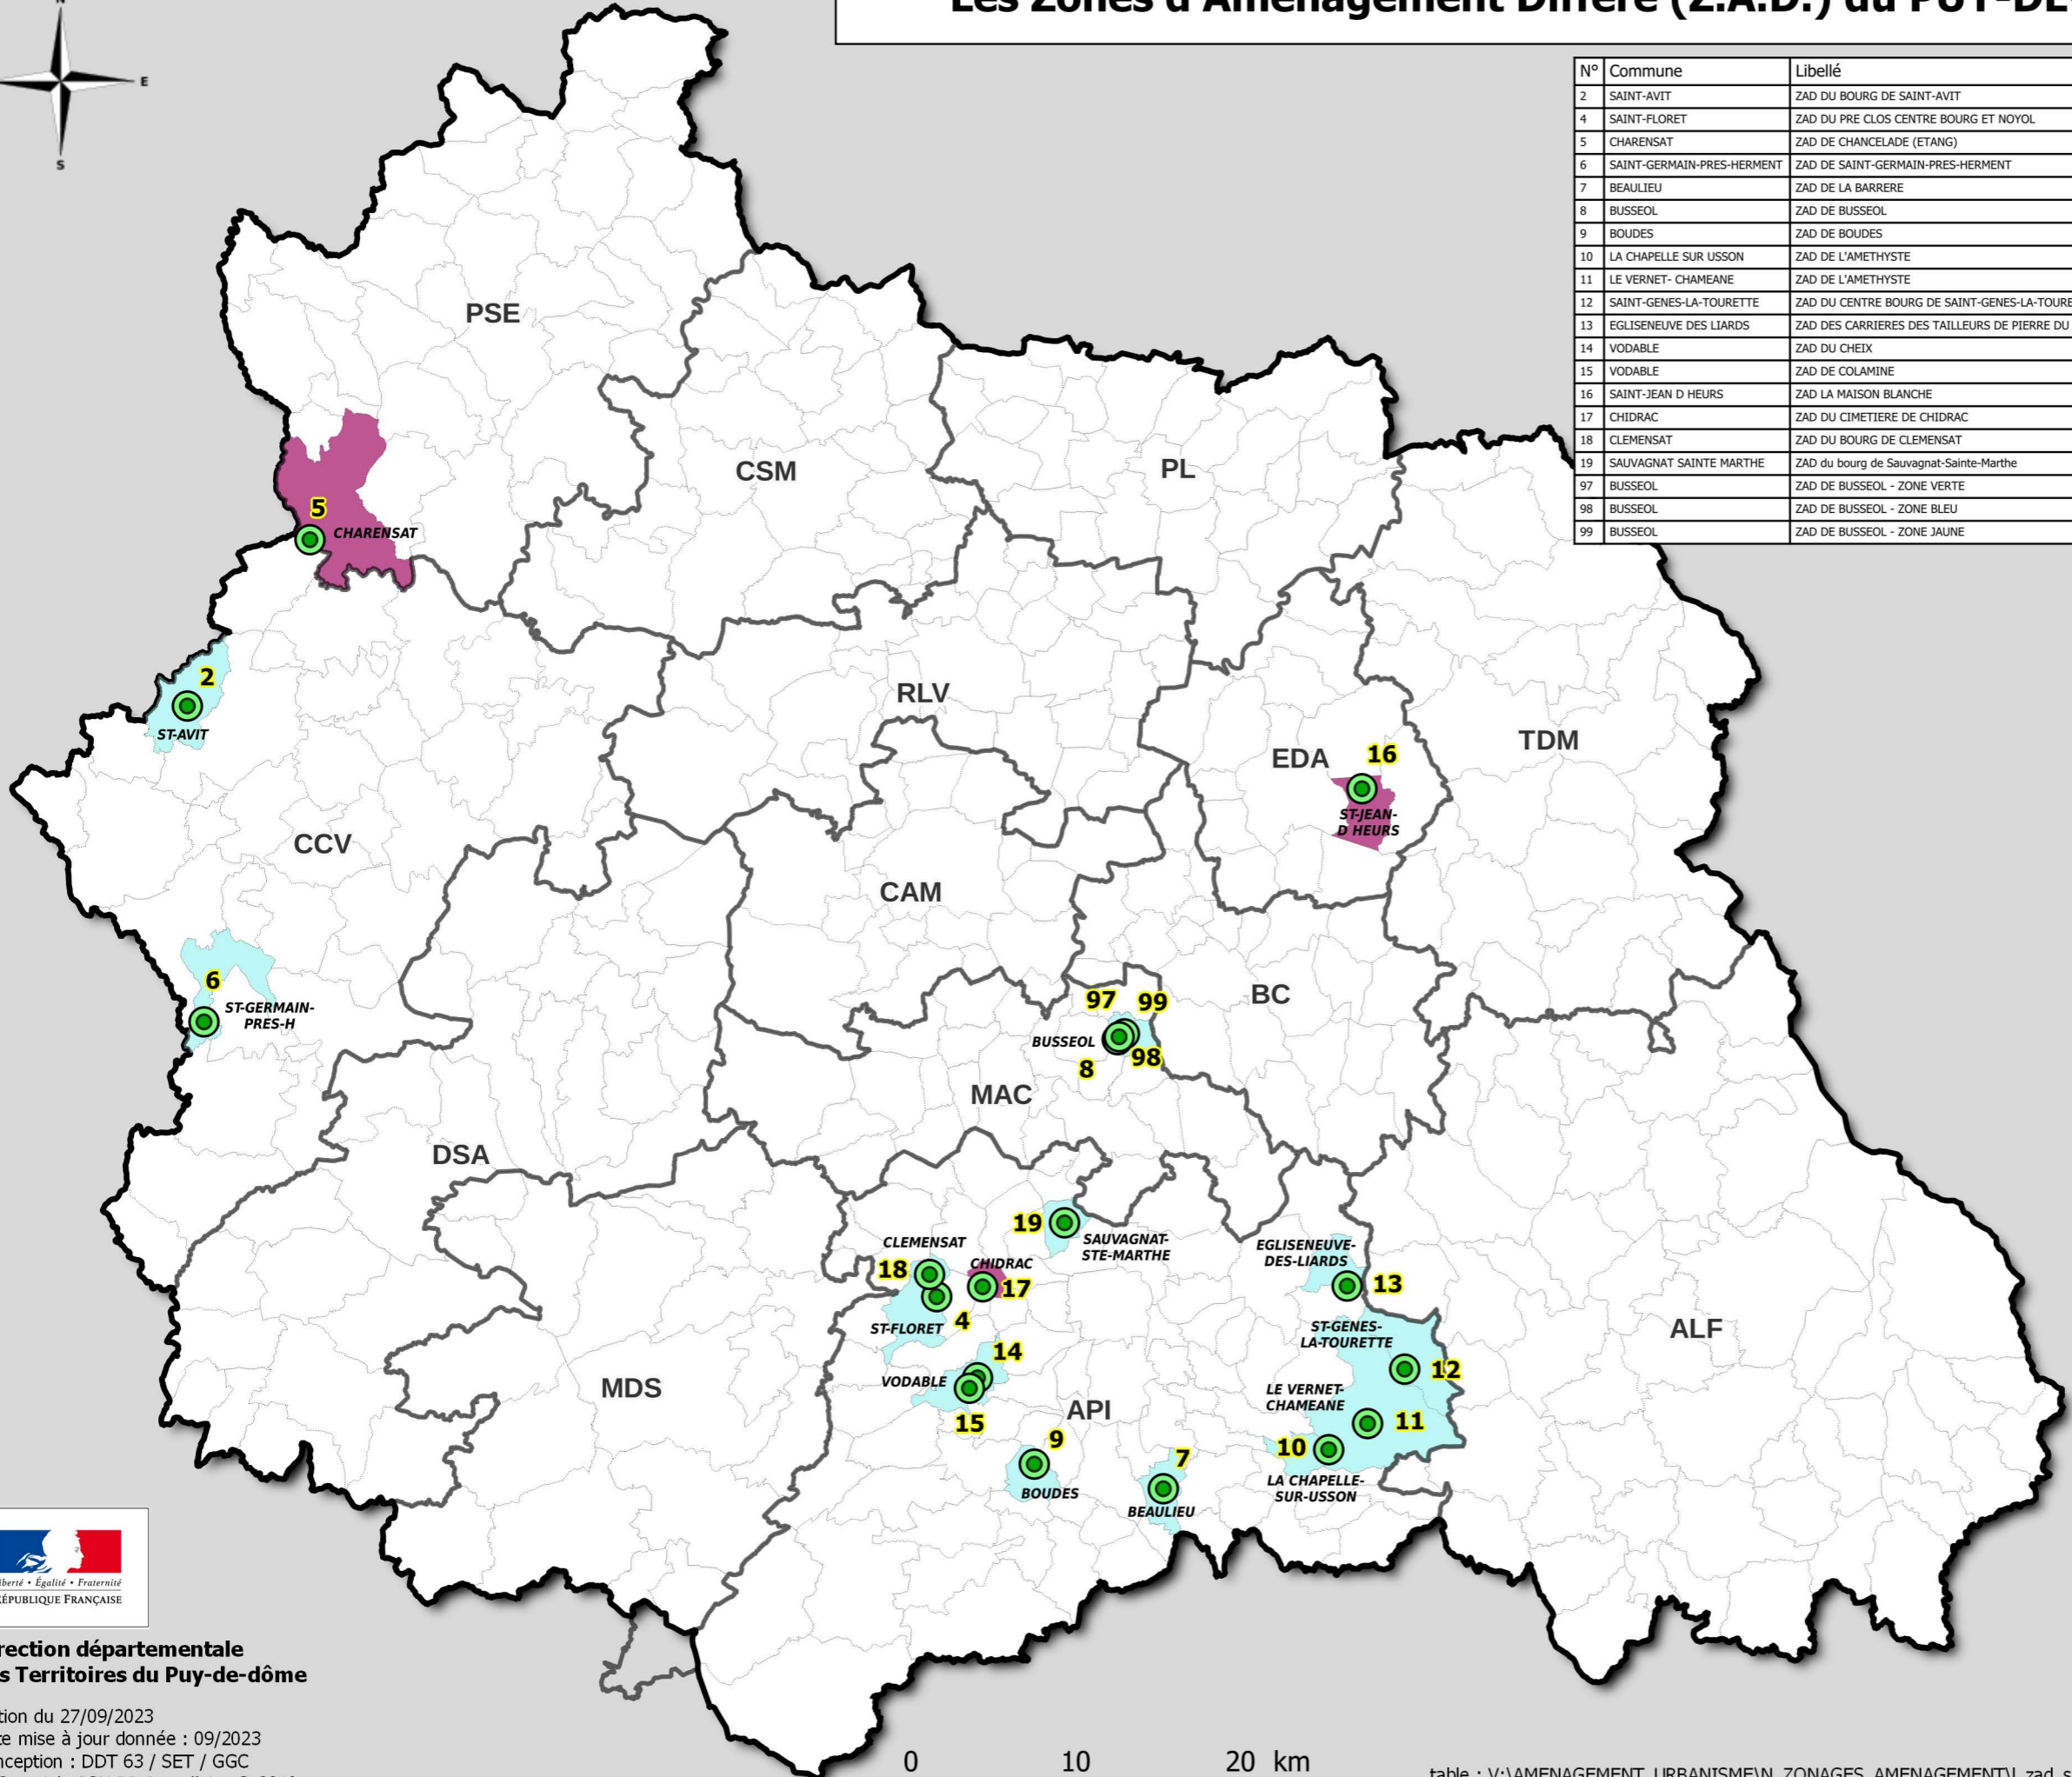 Les Zones d'Aménagement Différé (Z.A.D.) du PUY-DE-
N
E
S
N° Commune Libellé
2 SAINT-AVIT ZAD DU BOURG DE SAINT-AVIT
4 SAINT-FLORET ZAD DU PRE CLOS CENTRE BOURG ET NOYOL
5 CHARENSAT ZAD DE CHANCELADE (ETANG)
6 SAINT-GERMAIN-PRES-HERMENT ZAD DE SAINT-GERMAIN-PRES-HERMENT
7 BEAULIEU ZAD DE LA BARRERE
8 BUSSEOL ZAD DE BUSSEOL
9 BOUDES ZAD DE BOUDES
10 LA CHAPELLE SUR USSON ZAD DE L'AMETHYSTE
11 LE VERNET- CHAMEANE ZAD DE L'AMETHYSTE
12 SAINT-GENES-LA-TOURETTE ZAD DU CENTRE BOURG DE SAINT-GENES-LA-TOURE
13 EGLISENEUVE DES LIARDS ZAD DES CARRIERES DES TAILLEURS DE PIERRE DU
14 VODABLE ZAD DU CHEIX
15 VODABLE ZAD DE COLAMINE
16 SAINT-JEAN D HEURS ZAD LA MAISON BLANCHE
17 CHIDRAC ZAD DU CIMETIERE DE CHIDRAC
18 CLEMENSAT ZAD DU BOURG DE CLEMENSAT
19 SAUVAGNAT SAINTE MARTHE ZAD du bourg de Sauvagnat-Sainte-Marthe
97 BUSSEOL ZAD DE BUSSEOL - ZONE VERTE
98 BUSSEOL ZAD DE BUSSEOL - ZONE BLEU
99 BUSSEOL ZAD DE BUSSEOL - ZONE JAUNE
PSE
CSM
PL
5
CHARENSAT
2
ST-AVIT
RLV
TDM
EDA
16
ST-JEAN-
D HEURS
CCV
CAM
6
ST-GERMAIN-
PRES-H
BC
97 99
BUSSEOL
98
8
MAC
DSA
19
SAUVAGNAT-
STE-MARTHE
CLEMENSAT
18
CHIDRAC
17
4
ST-FLORET
EGLISENEUVE-
DES-LIARDS
13
ST-GENES-
LA-TOURETTE
12
ALF
14
VODABLE
15
MDS
API
LE VERNET-
CHAMEANE
11
10
LA CHAPELLE-
SUR-USSON
9
BOUDES
7
BEAULIEU
iberté • Égalité • Fraternité
RÉPUBLIQUE FRANÇAISE
rection départementale
s Territoires du Puy-de-dôme
tion du 27/09/2023
te mise à jour donnée : 09/2023
nception : DDT 63 / SET / GGC
0 10 20 km
table : V:\AMENAGEMENT_URBANISME\N_ZONAGES_AMENAGEMENT\L_zad_s